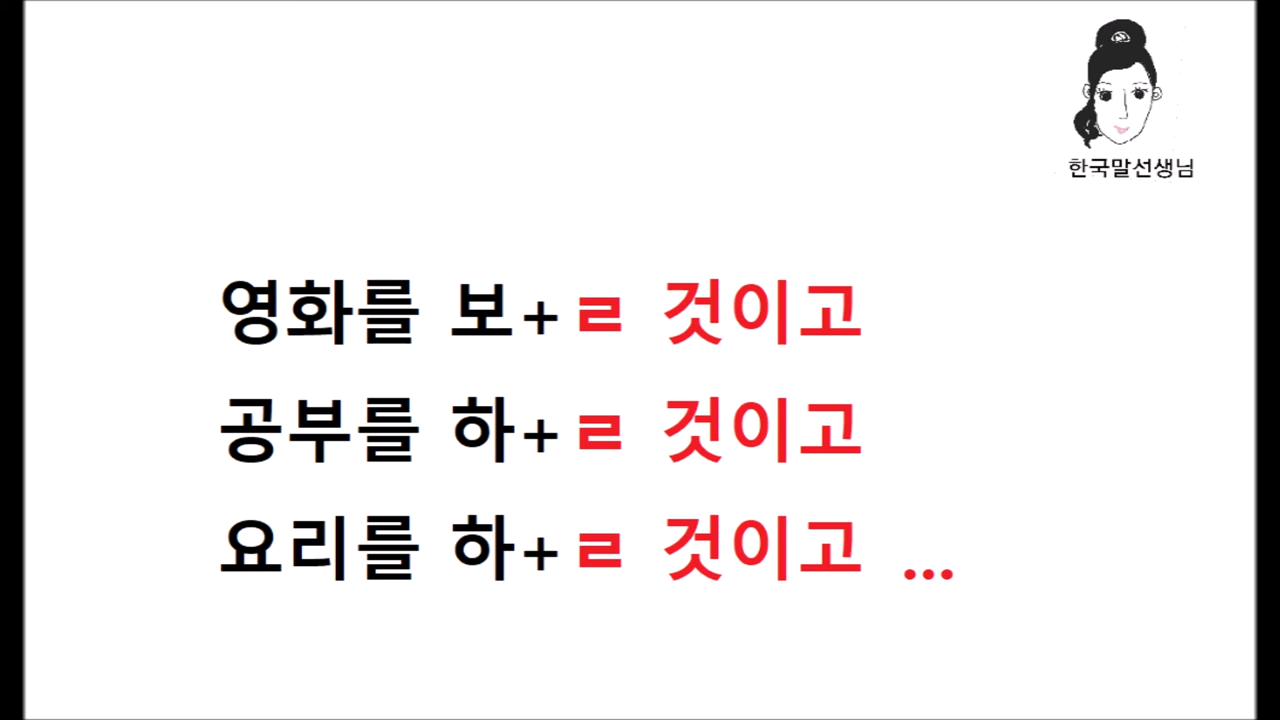 한국말선생님
영화를 보+ㄹ 것이고
공부를 하+ㄹ 것이고
요리를 하+ㄹ 것이고 ...